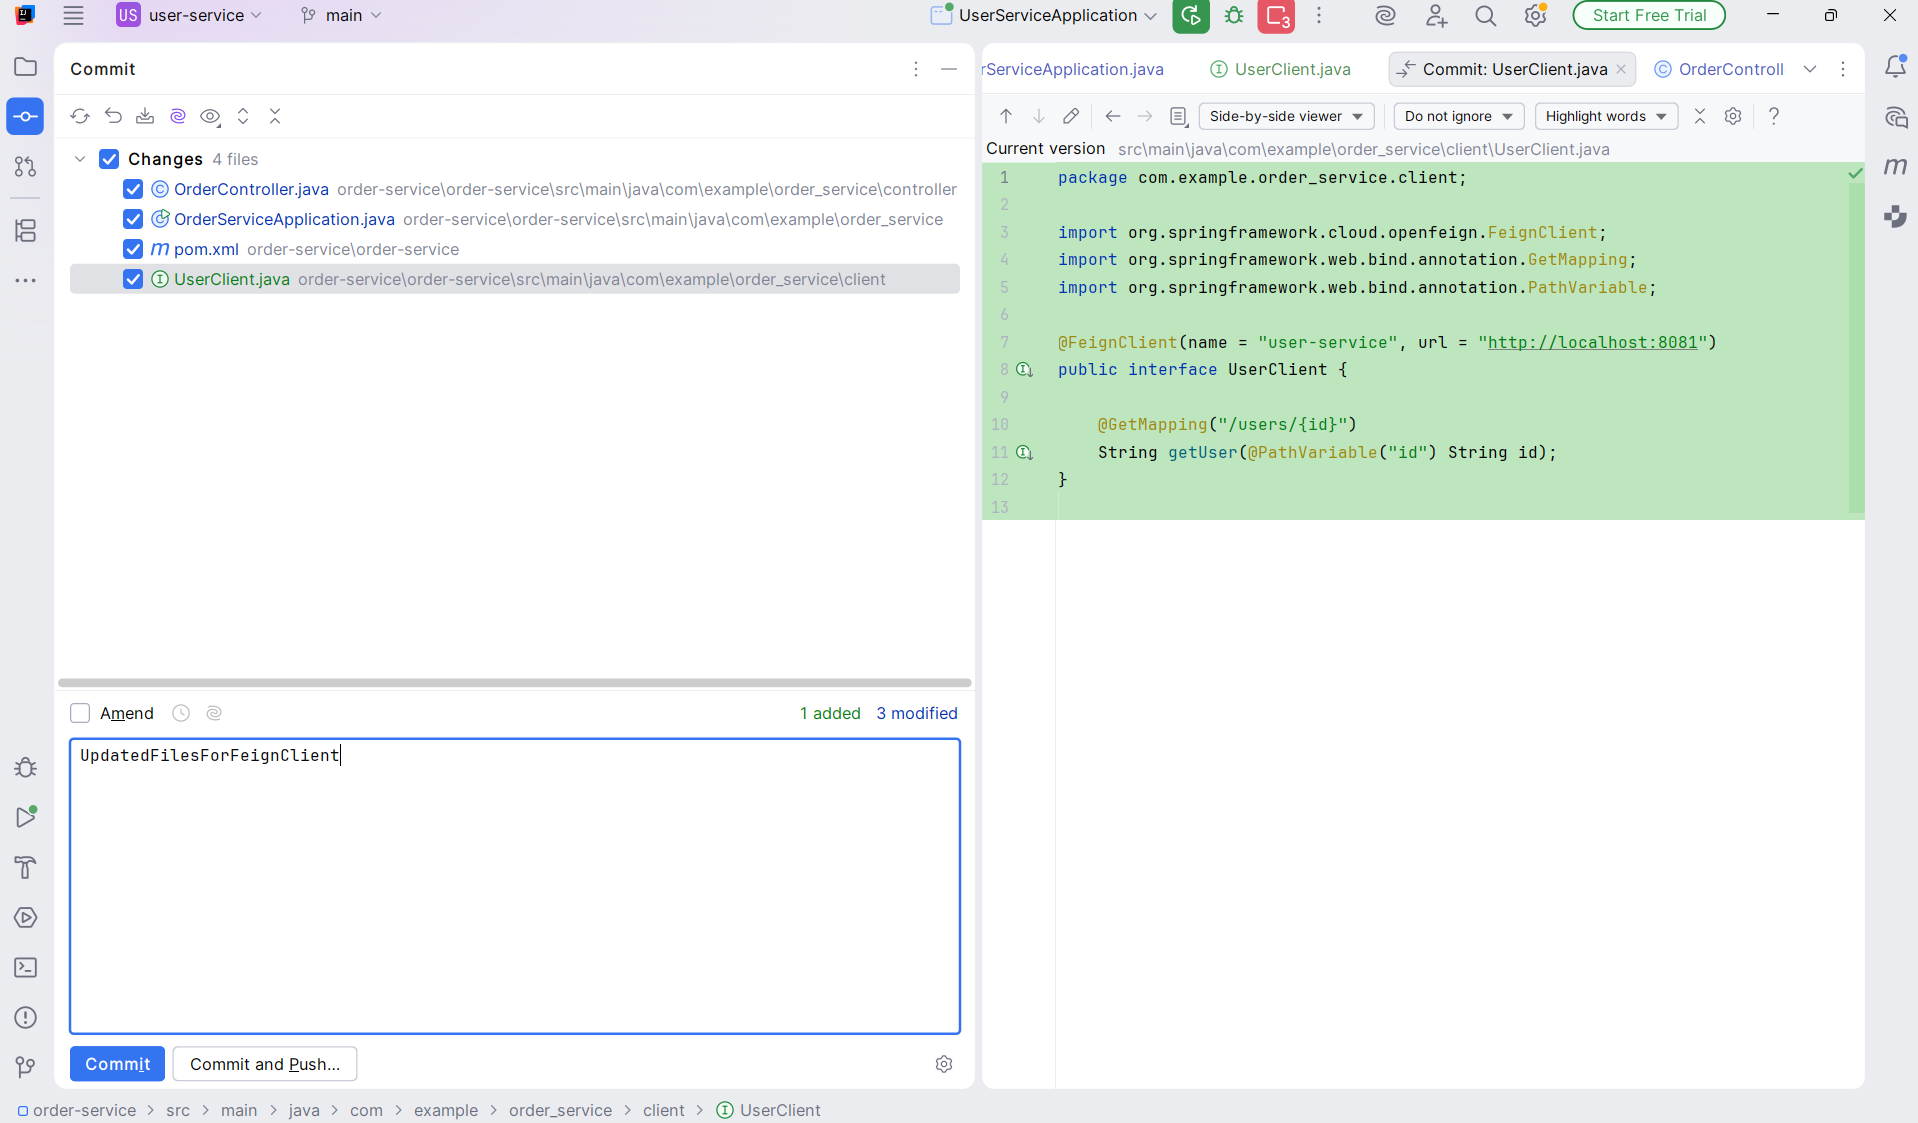 US user-service main UserServiceApplication 3 Start Free Trial
Commit
Changes 4 files
OrderController.java order-service\order-service\src\main\java\com\example\order_service\controller
OrderServiceApplication.java order-service\order-service\src\main\java\com\example\order_service
m pom.xml order-service\order-service
UserClient.java order-service\order-service\src\main\java\com\example\order_service\client
Amend 1 added 3 modified
UpdatedFilesForFeignClient
Commit Commit and Push...
rServiceApplication.java UserClient.java Commit: UserClient.java OrderControll
Side-by-side viewer Do not ignore Highlight words ?
Current version src\main\java\com\example\order_service\client\UserClient.java
1 package com.example.order_service.client;
2
3 import org.springframework.cloud.openfeign.FeignClient;
4 import org.springframework.web.bind.annotation.GetMapping;
5 import org.springframework.web.bind.annotation.PathVariable;
6
7 @FeignClient(name = "user-service", url = "http://localhost:8081")
8 public interface UserClient {
9
10 @GetMapping("/users/{id}")
11 String getUser(@PathVariable("id") String id);
12 }
13
m
order-service > src > main > java > com > example > order_service > client > UserClient